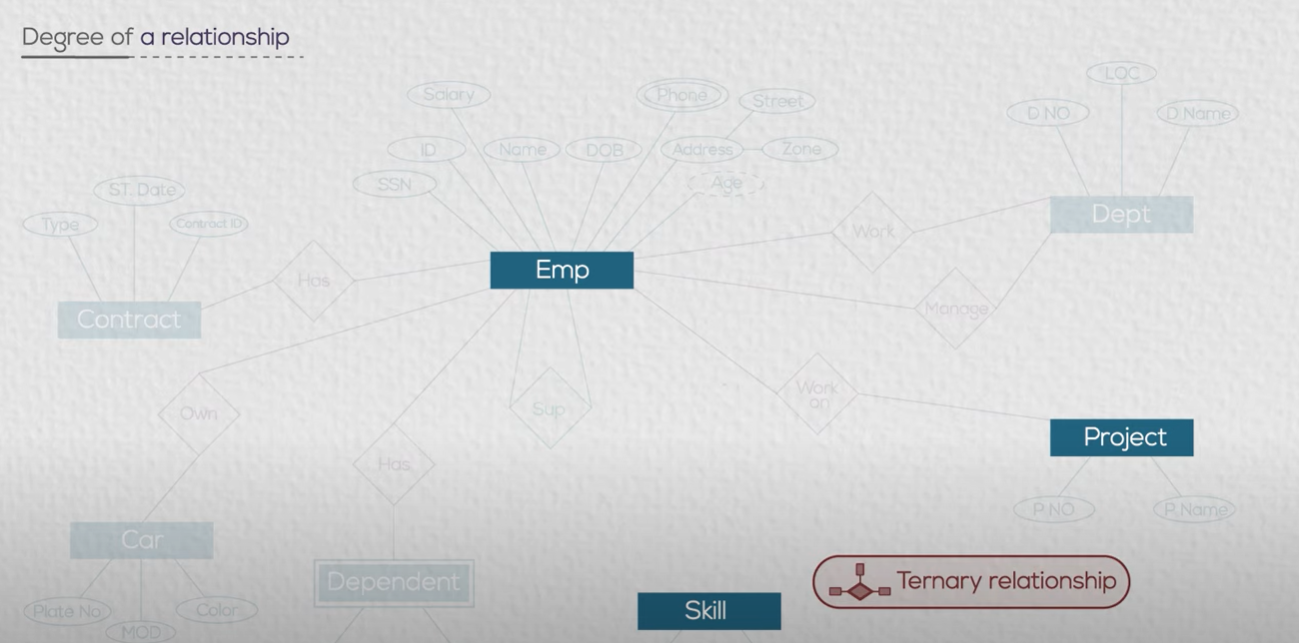 Degree of a relationship
LOC
Salary
Phone
Street
D NO
D Name
ID
Name
DOB
Address
Zone
SSN
Age
ST. Date
Type
Contract ID
Dept
Work
Emp
Has
Manage
Contract
Work
on
Sup
Own
Project
Has
P NO
P Name
Car
Dependent
Ternary relationship
Plate No
Color
Skill
MOD